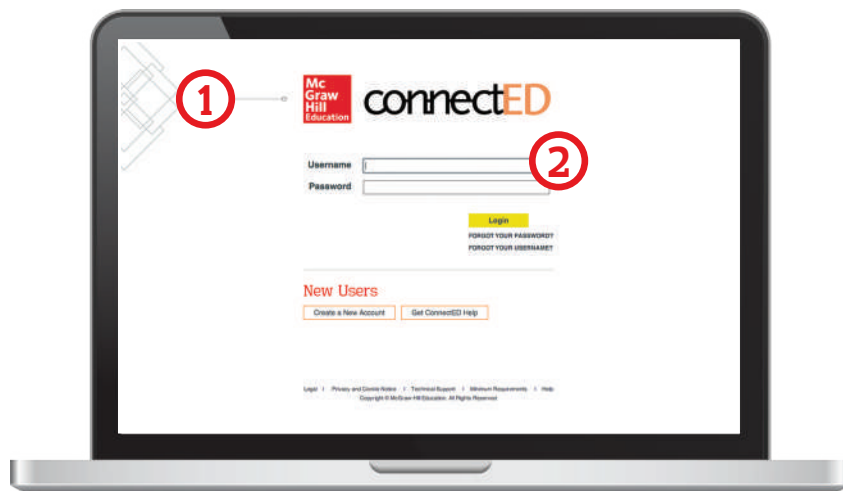 1
Mc
Graw
Hill
Education
connectED
2
Username
Password
Login
FORGOT YOUR PASSWORD?
FORGOT YOUR USERNAME?
New Users
Create a New Account Get ConnectED Help
Legal | Privacy and Cookie Notice | Technical Support | Minimum Requirements | Help
Copyright © McGraw-Hill Education. All Rights Reserved